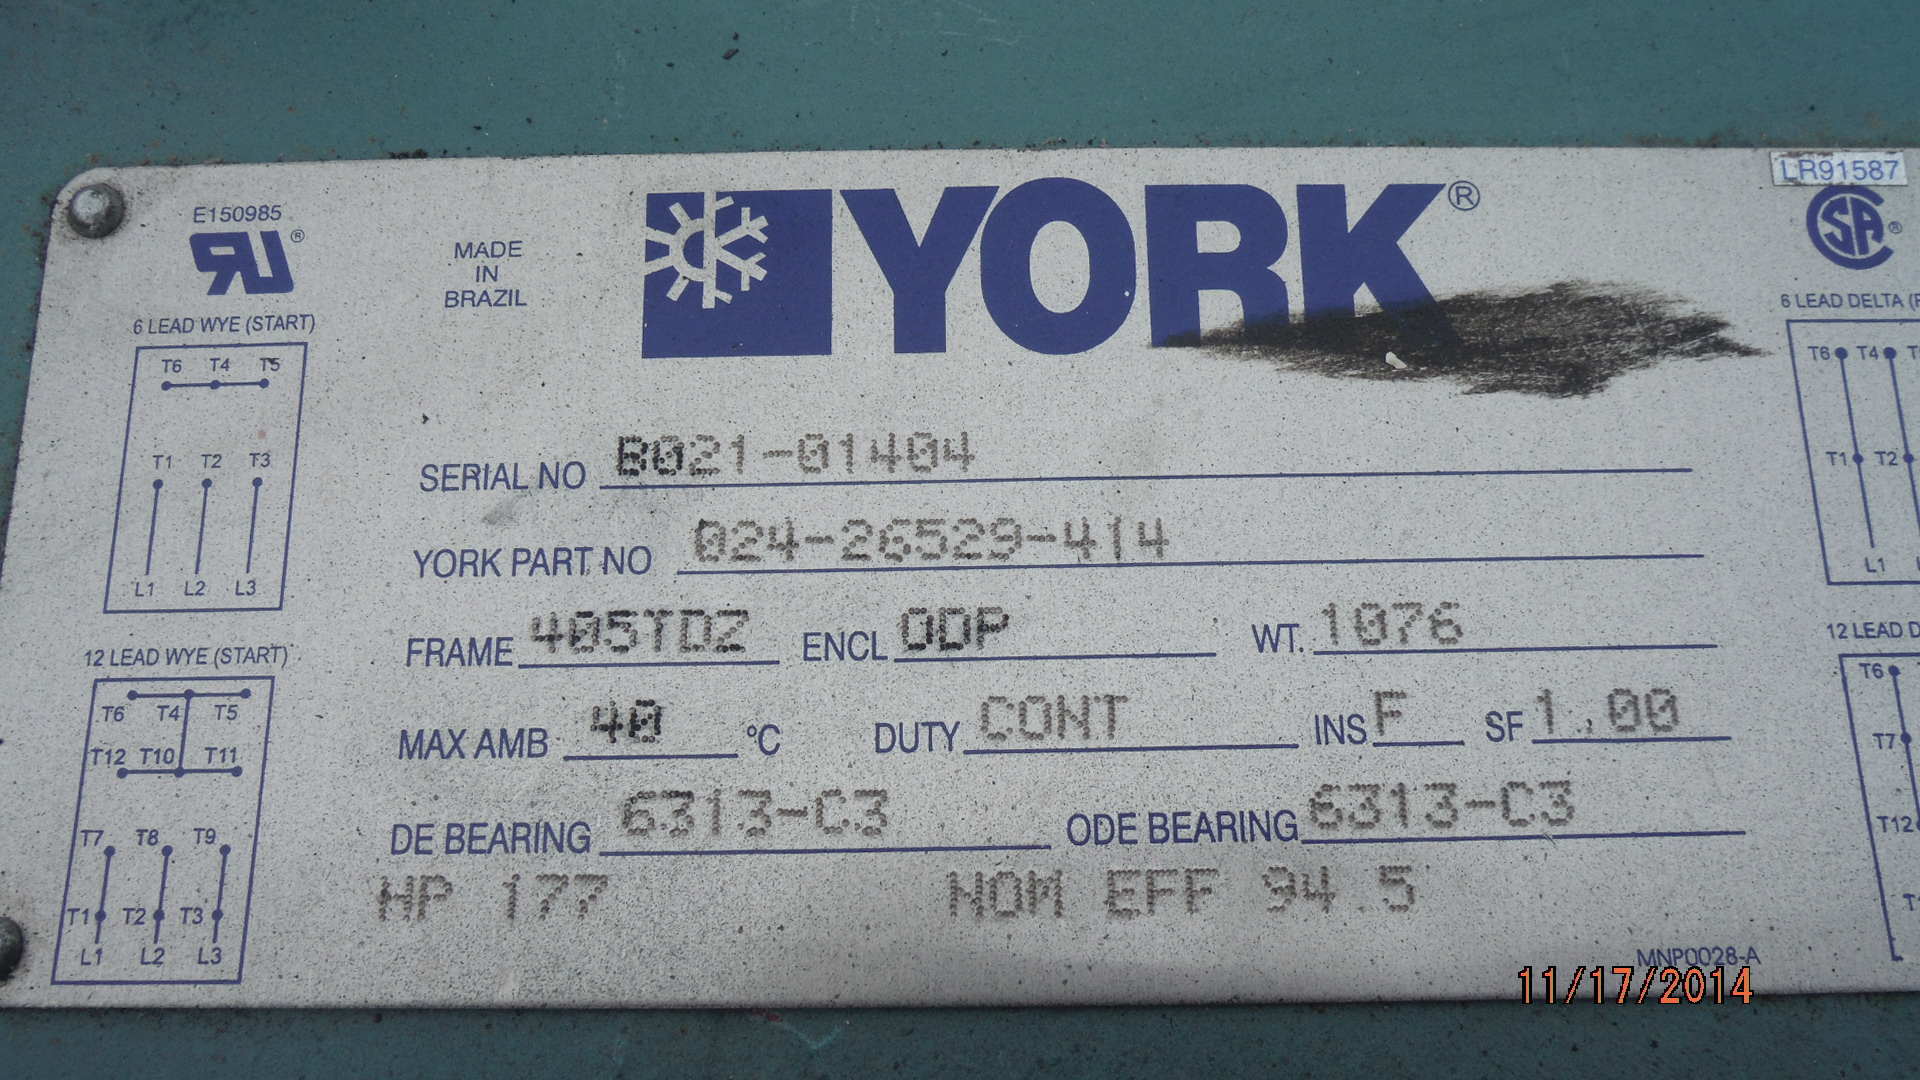 LR91587
E150985
MADE
IN
BRAZIL
YORK®
6 LEAD WYE (START)
T6 T4 T5
T1 T2 T3
L1 L2 L3
12 LEAD WYE (START)
T6 T4 T5
T12 T10 T11
T7 T8 T9
T1 T2 T3
L1 L2 L3
SERIAL NO B021-01404
YORK PART NO 024-26529-414
FRAME 405TDZ ENCL ODP WT. 1076
MAX AMB 40 °C DUTY CONT INS F SF 1.00
DE BEARING 6313-C3 ODE BEARING 6313-C3
HP 177 NOM EFF 94.5
MNP0028-A
6 LEAD DELTA
T6 T4
T1 T2
L1
12 LEAD
T6
T7
T12
11/17/2014